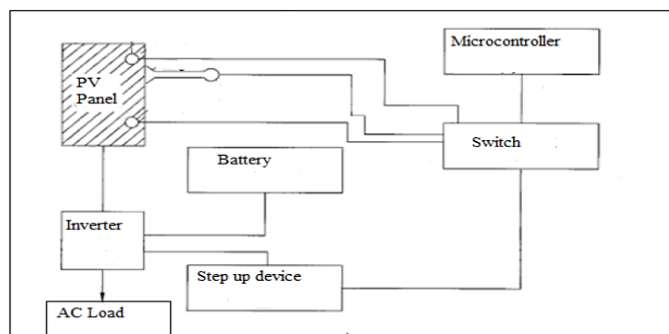 Microcontroller
PV
Panel
Switch
Battery
Inverter
Step up device
AC Load